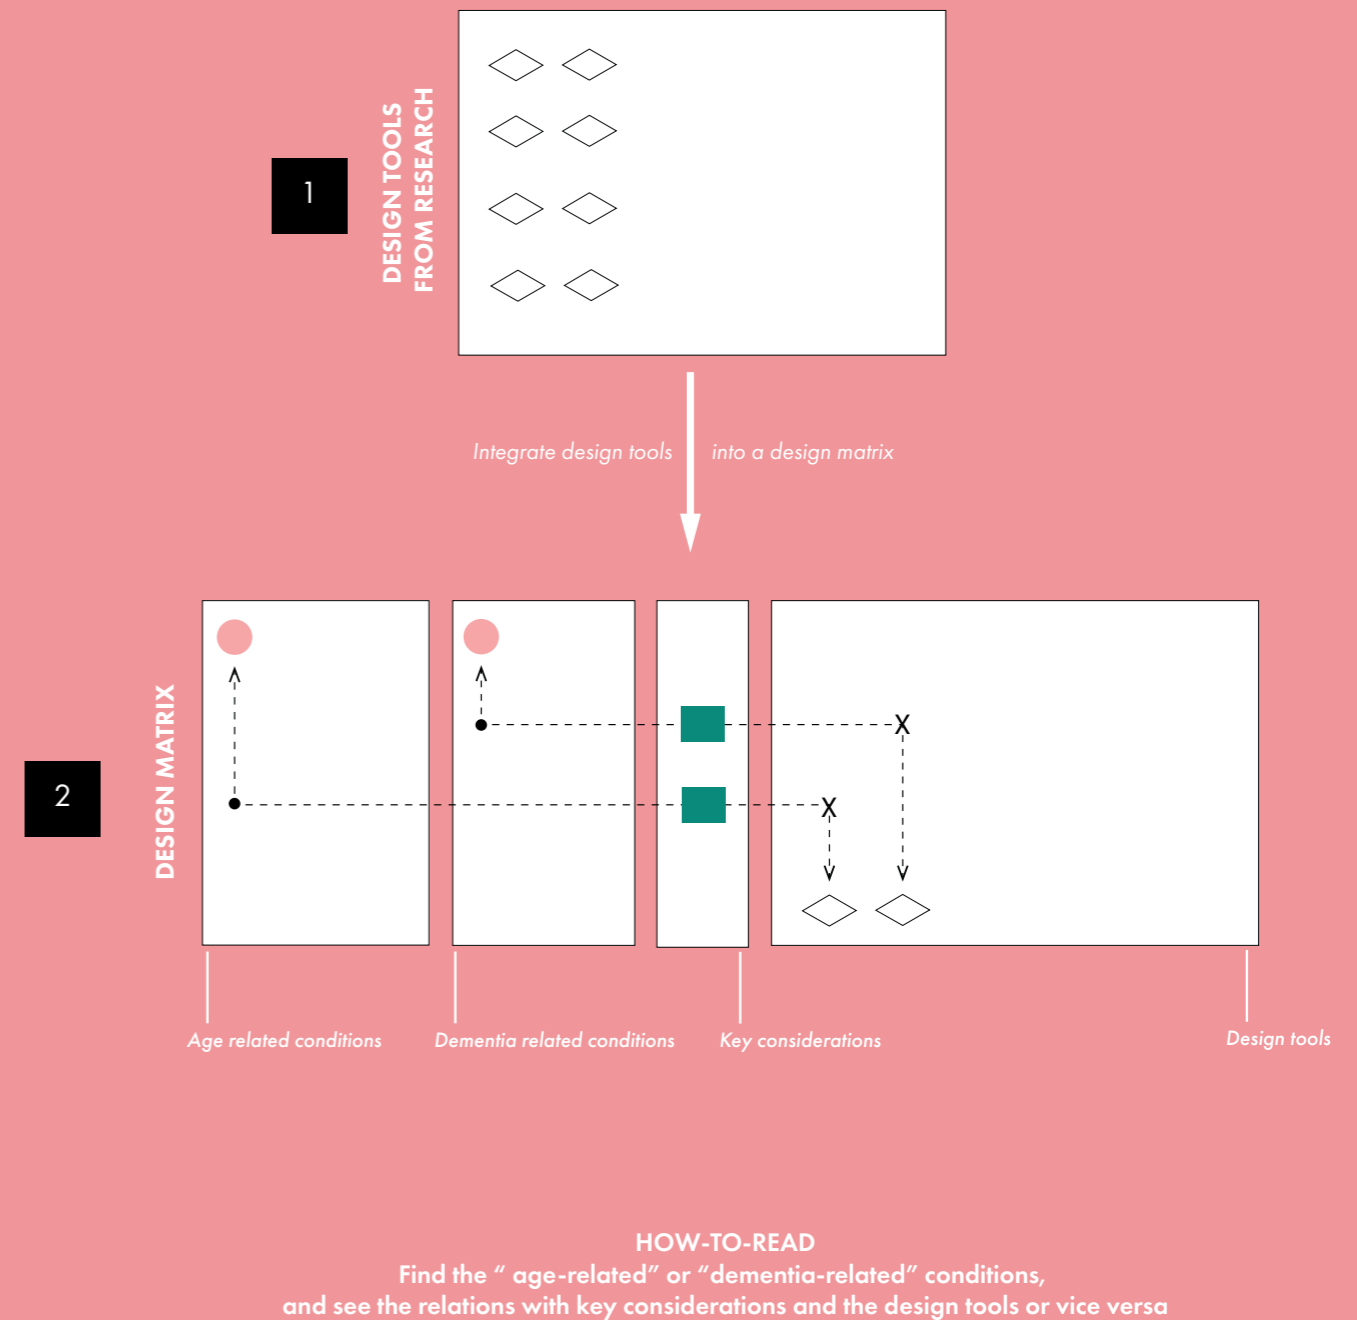 1
DESIGN TOOLS
FROM RESEARCH
Integrate design tools into a design matrix
2
DESIGN MATRIX
X
X
Age related conditions
Dementia related conditions
Key considerations
Design tools
HOW-TO-READ
Find the “ age-related” or “dementia-related” conditions,
and see the relations with key considerations and the design tools or vice versa